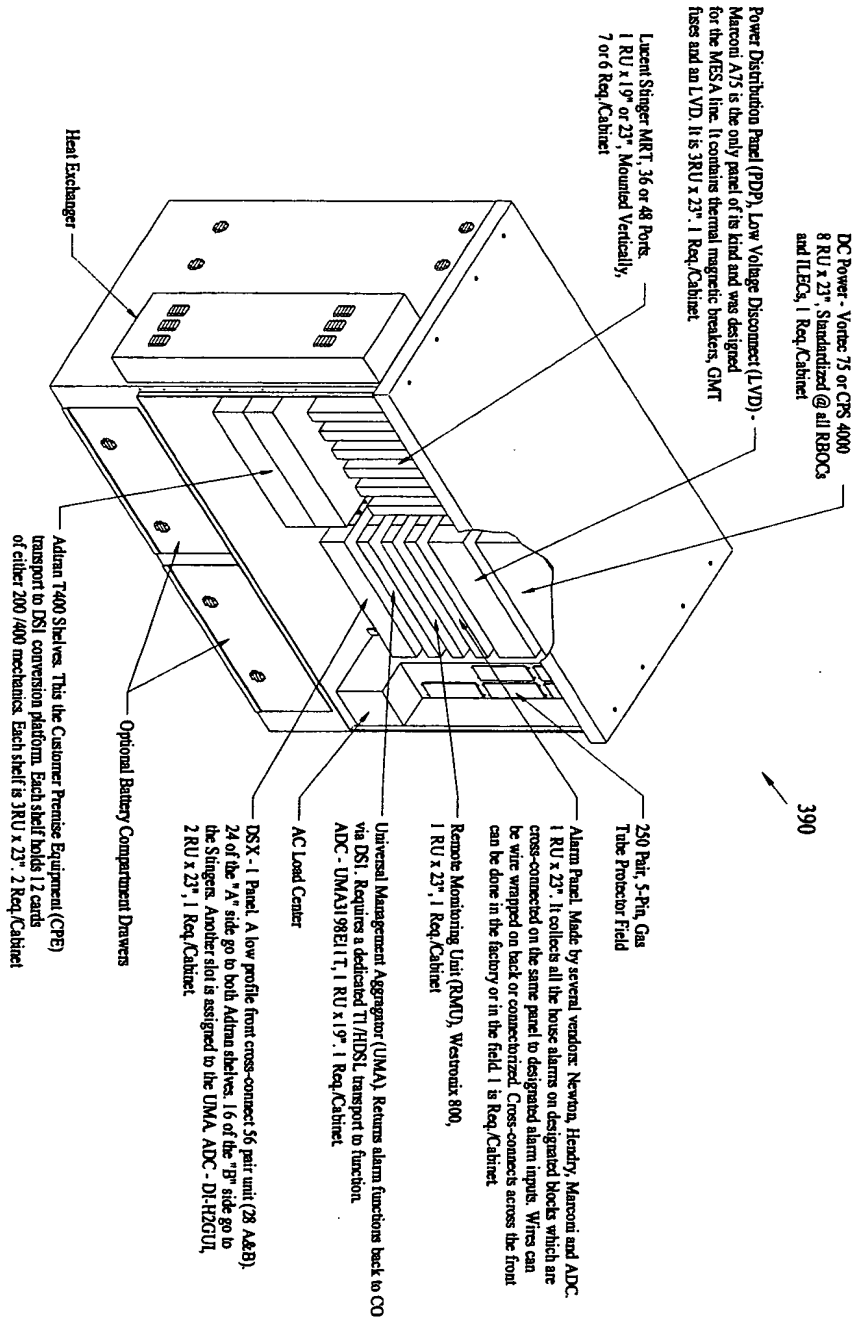 DC Power - Vortec 75 or CPS 4000
8 RU x 23", Standardized @ all RBOCs
and ILECs, 1 Req./Cabinet
Power Distribution Panel (PDP), Low Voltage Disconnect (LVD) -
Marconi A75 is the only panel of its kind and was designed
for the MESA line. It contains thermal magnetic breakers, GMT
fuses and an LVD. It is 3RU x 23". 1 Req./Cabinet.
Lucent Stinger MRT, 36 or 48 Ports.
1 RU x 19" or 23", Mounted Vertically,
7 or 6 Req./Cabinet
Heat Exchanger
390
250 Pair, 5-Pin, Gas
Tube Protector Field
Alarm Panel. Made by several vendors: Newton, Hendry, Marconi and ADC.
1 RU x 23". It collects all the house alarms on designated blocks which are
cross-connected on the same panel to designated alarm inputs. Wires can
be wire wrapped on back or connectorized. Cross-connects across the front
can be done in the factory or in the field. 1 is Req./Cabinet.
Remote Monitoring Unit (RMU), Westronix 800,
1 RU x 23", 1 Req./Cabinet
Universal Management Aggragator (UMA). Returns alarm functions back to CO
via DS1. Requires a dedicated T1/HDSL transport to function.
ADC - UMA3198E11T, 1 RU x 19". 1 Req./Cabinet.
AC Load Center
DSX - 1 Panel. A low profile front cross-connect 56 pair unit (28 A&B).
24 of the "A" side go to both Adtran shelves. 16 of the "B" side go to
the Stingers. Another slot is assigned to the UMA. ADC - DI-H2GUI,
2 RU x 23", 1 Req./Cabinet.
Optional Battery Compartment Drawers
Adtran T400 Shelves. This the Customer Premise Equipment (CPE)
transport to DS1 conversion platform. Each shelf holds 12 cards
of either 200 /400 mechanics. Each shelf is 3RU x 23". 2 Req./Cabinet